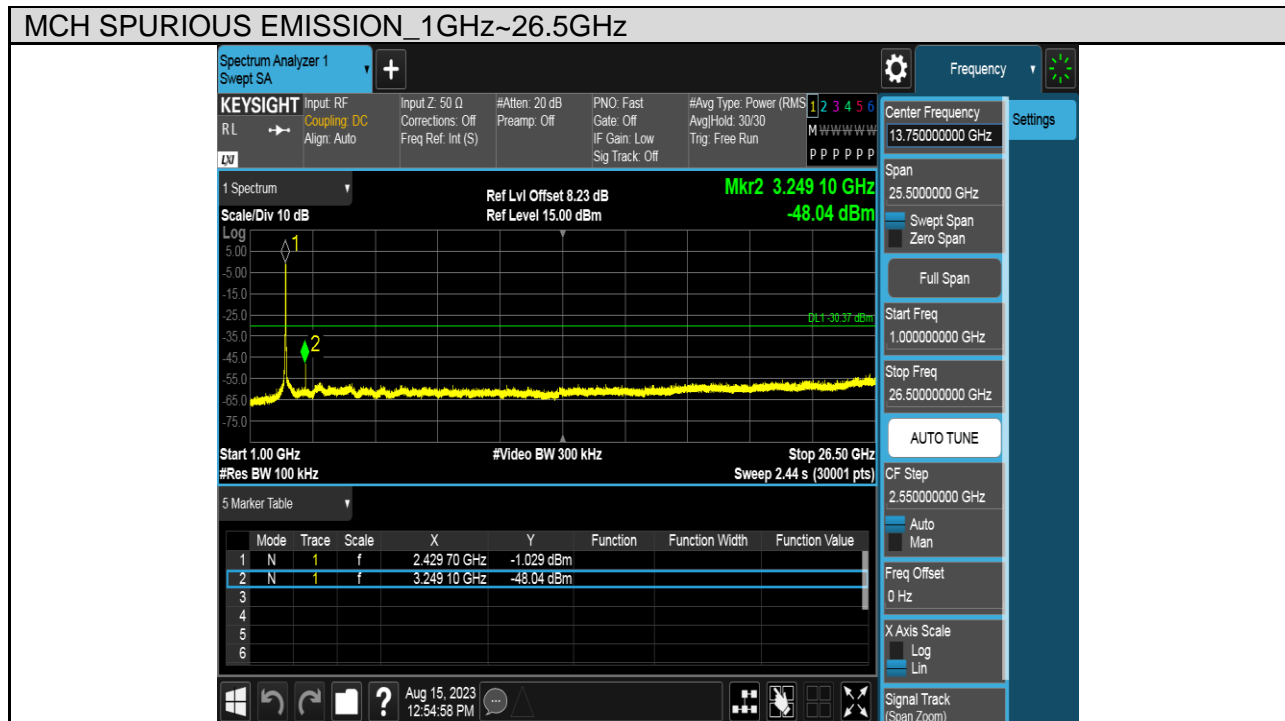 MCH SPURIOUS EMISSION_1GHz~26.5GHz
Spectrum Analyzer 1
Swept SA
+
Frequency
KEYSIGHT Input: RF Input Z: 50 Ω #Atten: 20 dB PNO: Fast #Avg Type: Power (RMS 1 2 3 4 5 6
RL Coupling: DC Corrections: Off Preamp: Off Gate: Off Avg|Hold: 30/30 M W W W W W
Align: Auto Freq Ref: Int (S) IF Gain: Low Trig: Free Run
LXI Sig Track: Off P P P P P P
Center Frequency
13.750000000 GHz
Settings
Span
25.5000000 GHz
Swept Span
Zero Span
Full Span
Start Freq
1.000000000 GHz
Stop Freq
26.500000000 GHz
AUTO TUNE
CF Step
2.550000000 GHz
Auto
Man
Freq Offset
0 Hz
X Axis Scale
Log
Lin
Signal Track
(Span Zoom)
1 Spectrum Ref Lvl Offset 8.23 dB Mkr2 3.249 10 GHz
Scale/Div 10 dB Ref Level 15.00 dBm -48.04 dBm
Log
1
5.00
-5.00
-15.0
-25.0 DL1 -30.37 dBm
-35.0
2
-45.0
-55.0
-65.0
-75.0
Start 1.00 GHz #Video BW 300 kHz Stop 26.50 GHz
#Res BW 100 kHz Sweep 2.44 s (30001 pts)
5 Marker Table
Mode Trace Scale X Y Function Function Width Function Value
1 N 1 f 2.429 70 GHz -1.029 dBm
2 N 1 f 3.249 10 GHz -48.04 dBm
3
4
5
6
? Aug 15, 2023
12:54:58 PM